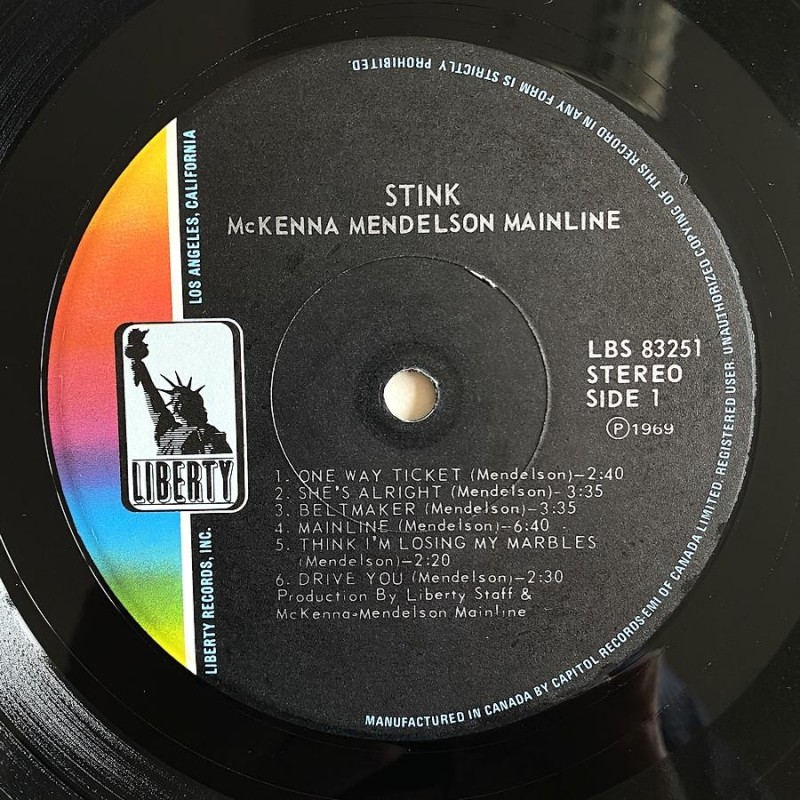 STINK
McKENNA MENDELSON MAINLINE
LBS 83251
STEREO
SIDE 1
Ⓟ1969
1. ONE WAY TICKET (Mendelson)–2:40
2. SHE'S ALRIGHT (Mendelson)- 3:35
3. BELTMAKER (Mendelson)–3:35
4. MAINLINE (Mendelson)–6:40
5. THINK I'M LOSING MY MARBLES
(Mendelson)–2:20
6. DRIVE YOU (Mendelson)–2:30
Production By Liberty Staff &
McKenna-Mendelson Mainline
LIBERTY
LIBERTY RECORDS, INC.
LOS ANGELES, CALIFORNIA
MANUFACTURED IN CANADA BY CAPITOL RECORDS-EMI OF CANADA LIMITED. REGISTERED USER. UNAUTHORIZED COPYING OF THIS RECORD IN ANY FORM IS STRICTLY PROHIBITED.